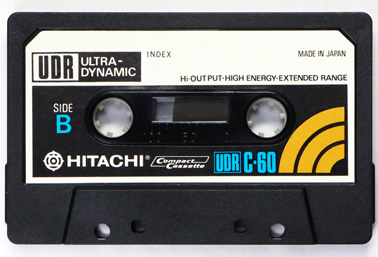 UDR ULTRA-DYNAMIC
INDEX
MADE IN JAPAN
Hi-OUTPUT-HIGH ENERGY-EXTENDED RANGE
SIDE
B
HITACHI® Compact Cassette UDR C-60